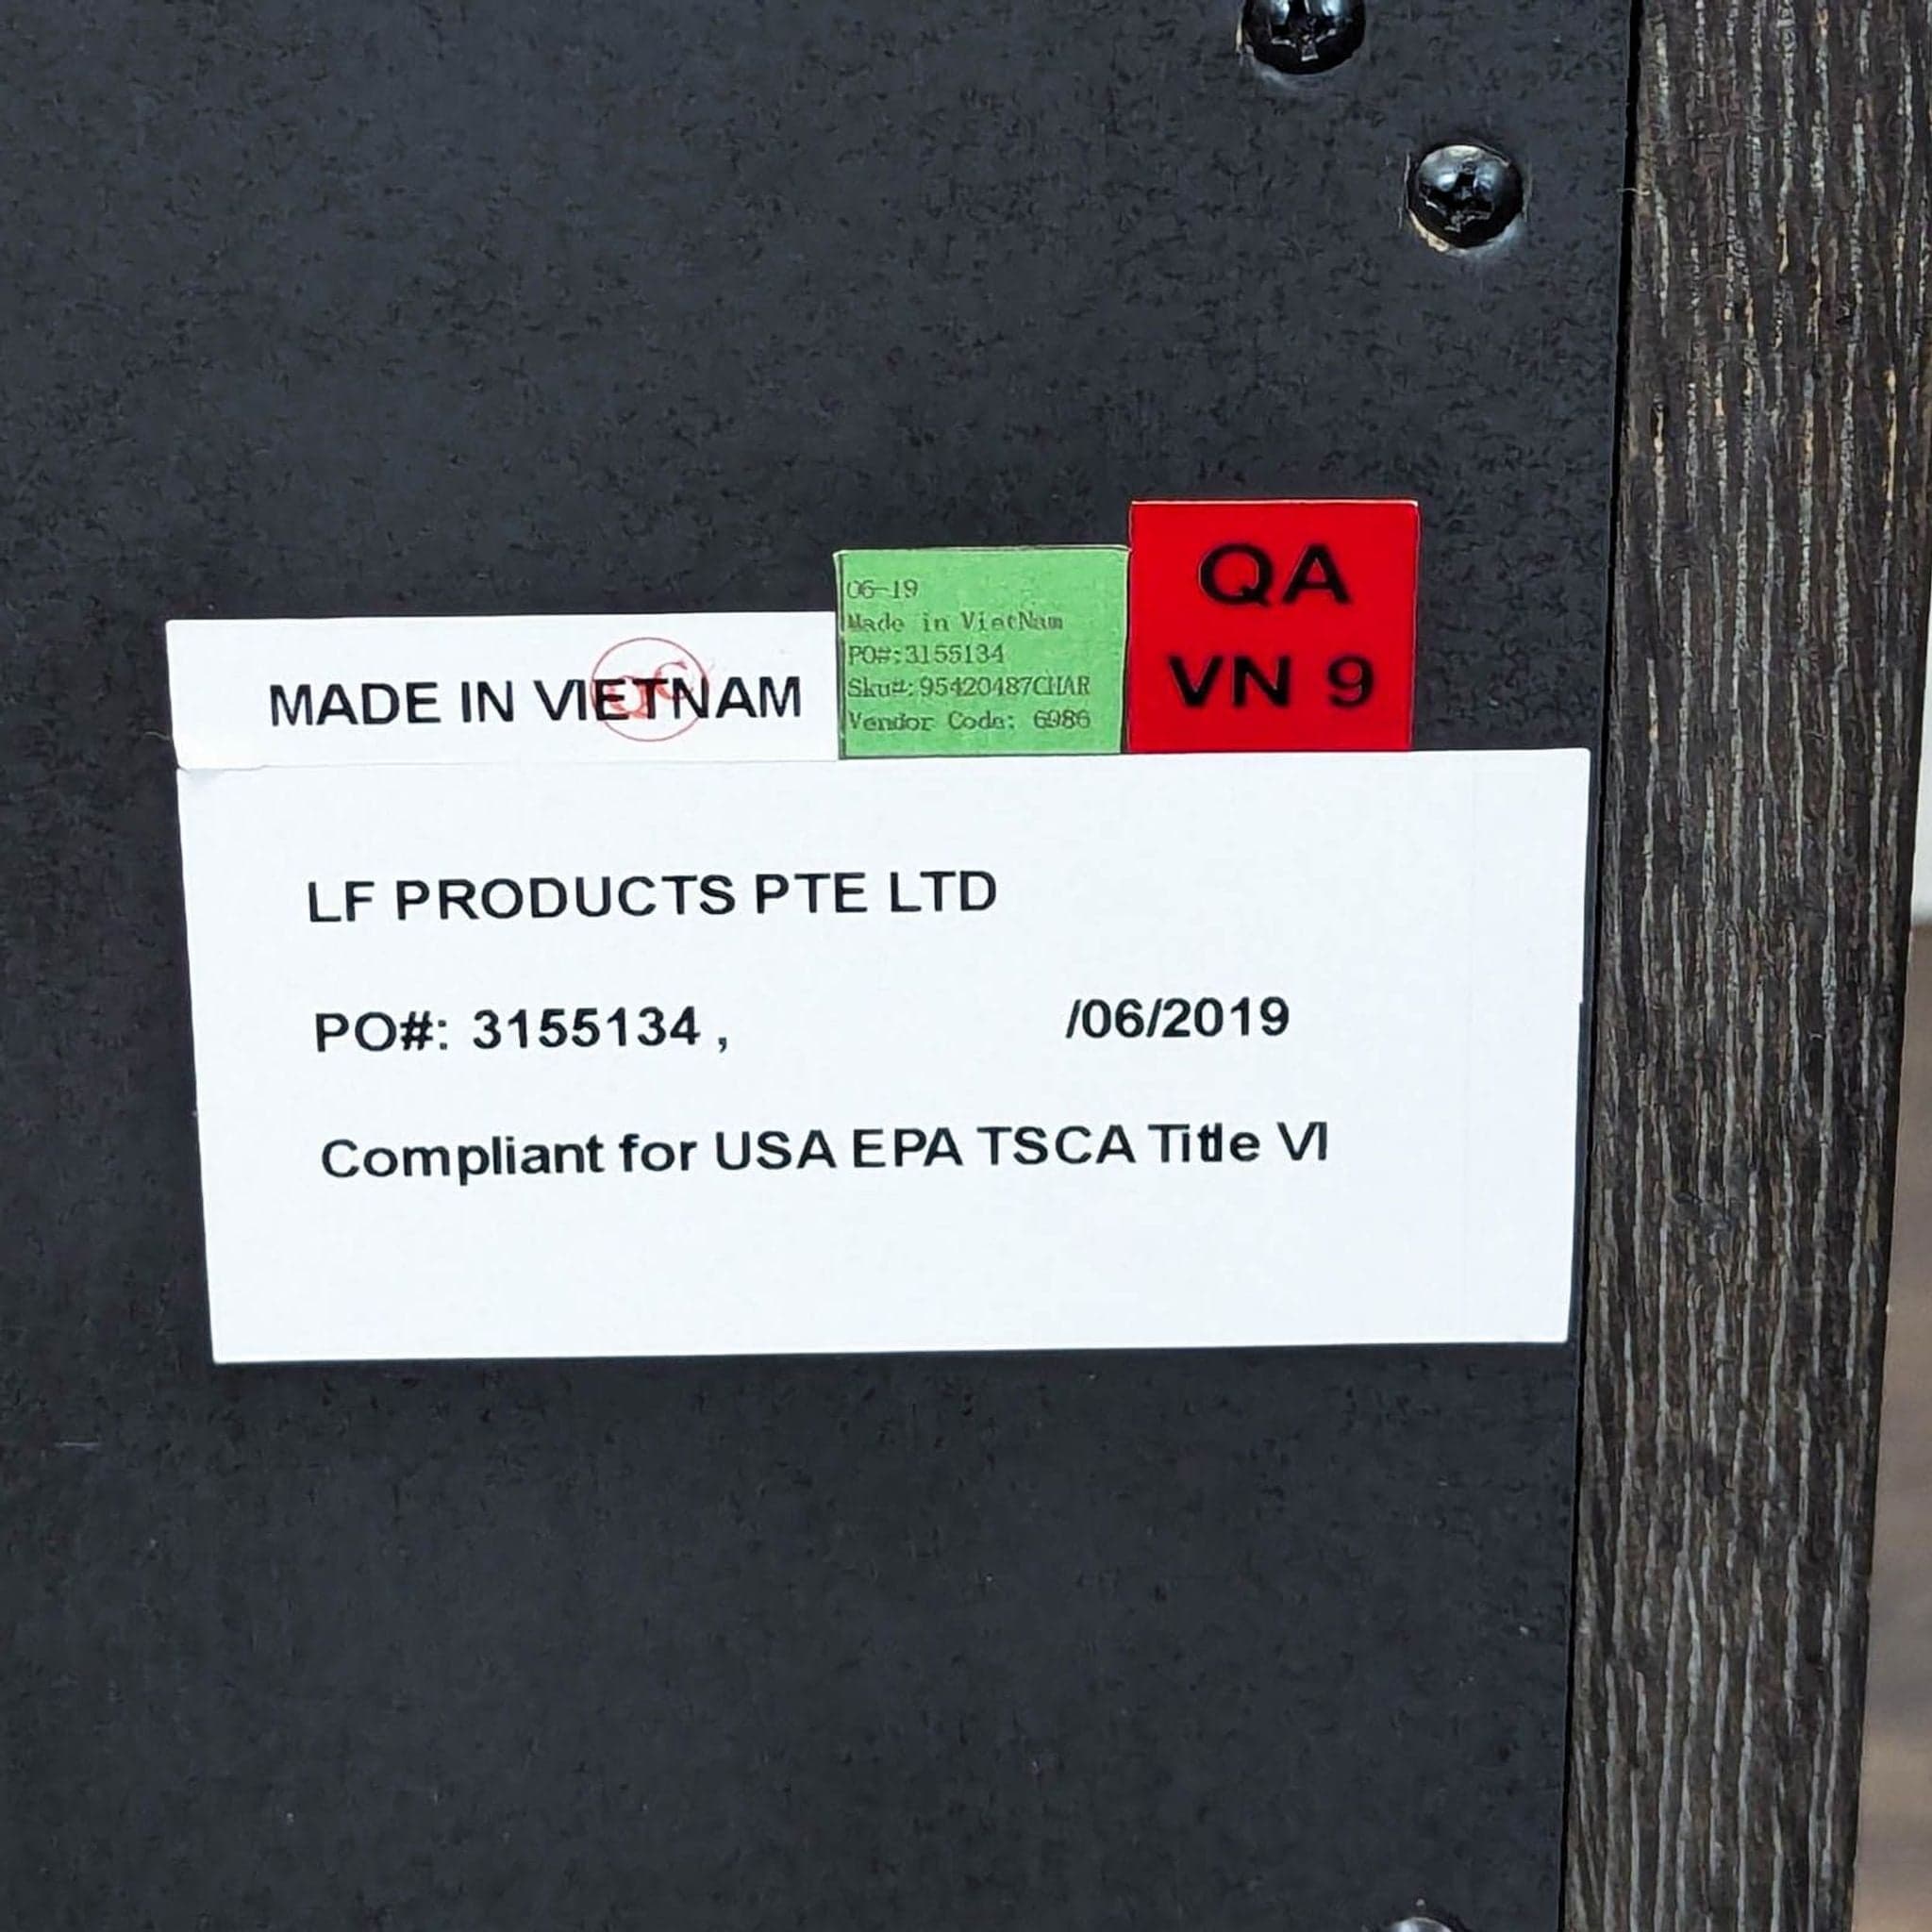 MADE IN VIETNAM
QC
06-19
Made in VietNam
PO#:3155134
Sku#:95420487CHAR
Vendor Code: 6986
QA
VN 9
LF PRODUCTS PTE LTD
PO#: 3155134 , /06/2019
Compliant for USA EPA TSCA Title VI